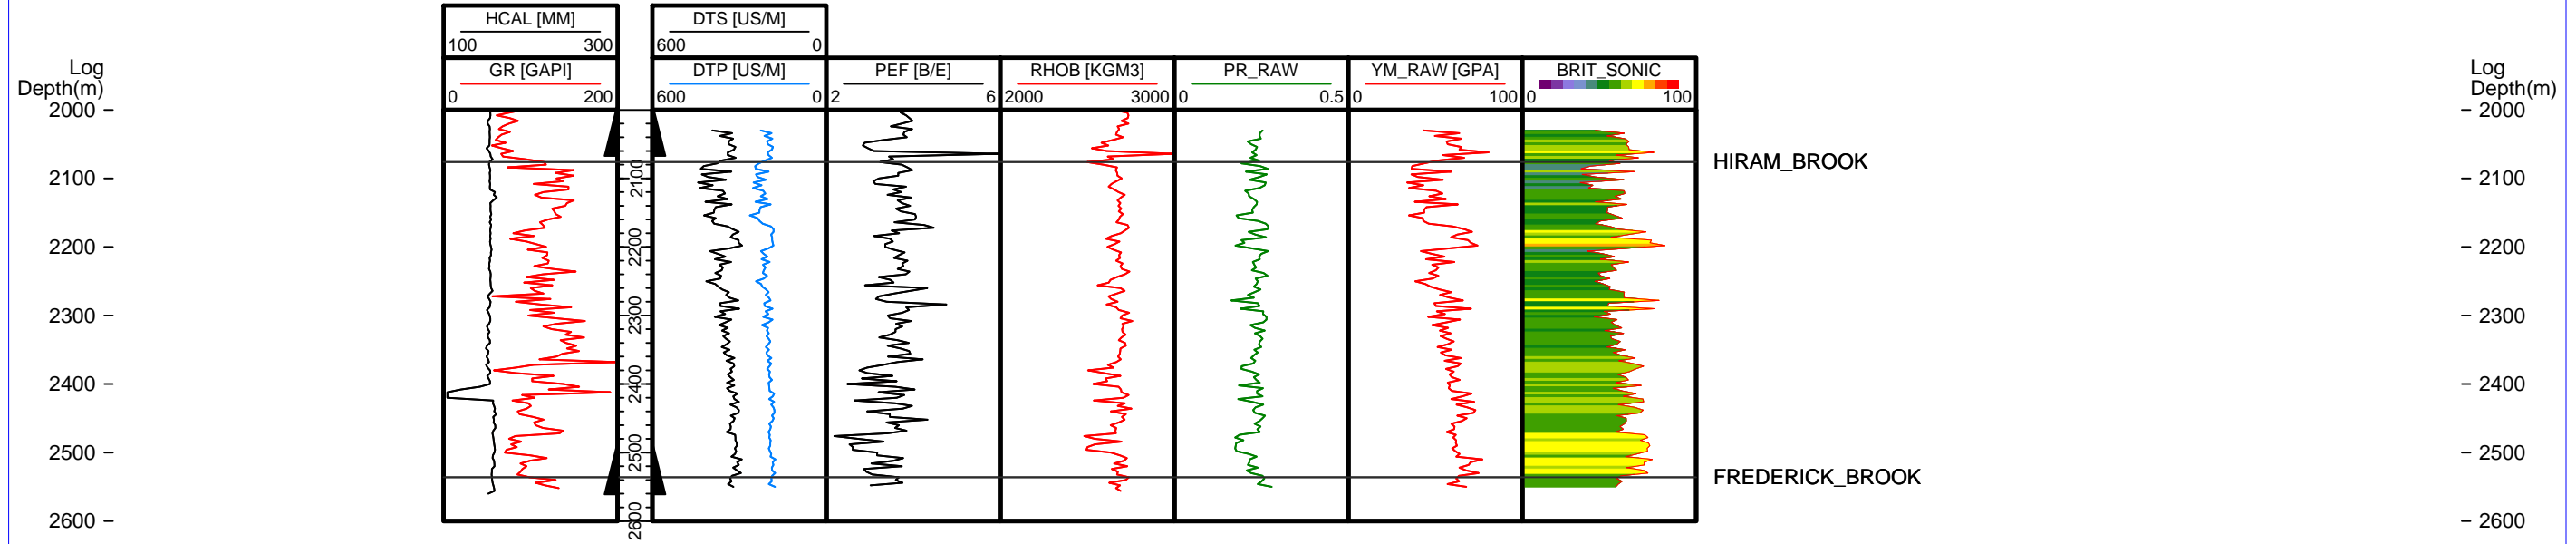 HCAL [MM]
100 300
DTS [US/M]
600 0
Log
Depth(m)
GR [GAPI]
0 200
DTP [US/M]
600 0
PEF [B/E]
2 6
RHOB [KGM3]
2000 3000
PR_RAW
0 0.5
YM_RAW [GPA]
0 100
BRIT_SONIC
0 100
Log
Depth(m)
2000
2000
HIRAM_BROOK
2100
2100
2100
2200
2200
2200
2300
2300
2300
2400
2400
2400
2500
2500
2500
FREDERICK_BROOK
2600
2600
2600